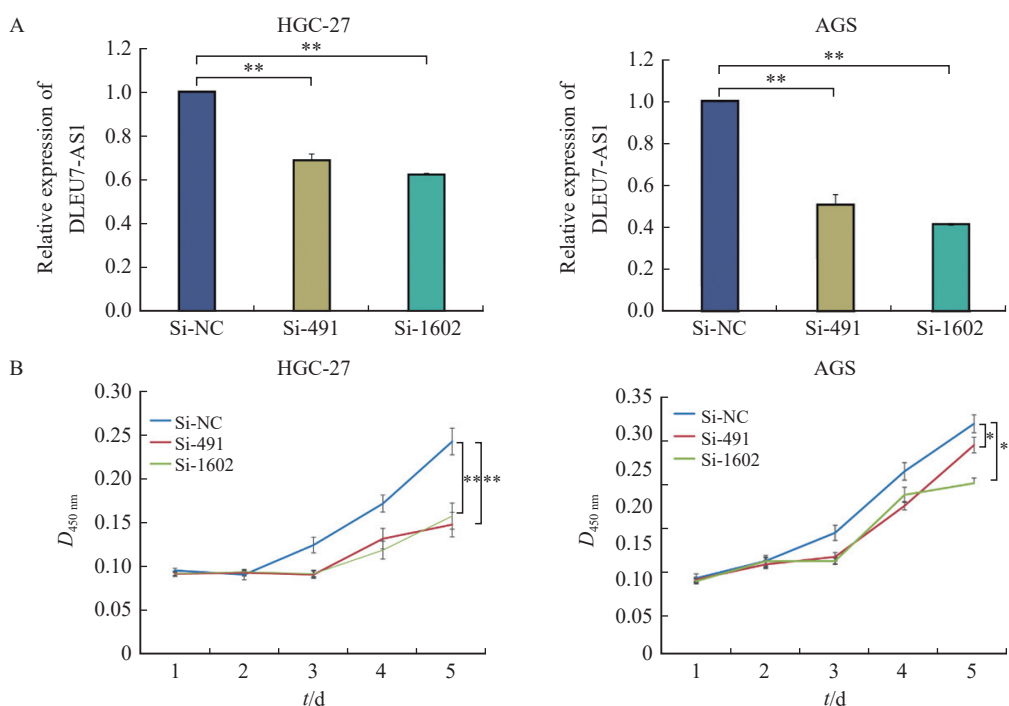 A
HGC-27
Relative expression of
DLEU7-AS1
1.2
1.0
0.8
0.6
0.4
0.2
0.0
**
**
Si-NC
Si-491
Si-1602
AGS
Relative expression of
DLEU7-AS1
1.2
1.0
0.8
0.6
0.4
0.2
0.0
**
**
Si-NC
Si-491
Si-1602
B
HGC-27
D450 nm
0.30
0.25
0.20
0.15
0.10
0.05
0
Si-NC
Si-491
Si-1602
**
**
1
2
3
4
5
t/d
AGS
D450 nm
0.35
0.30
0.25
0.15
0.10
0.05
0
Si-NC
Si-491
Si-1602
*
*
1
2
3
4
5
t/d